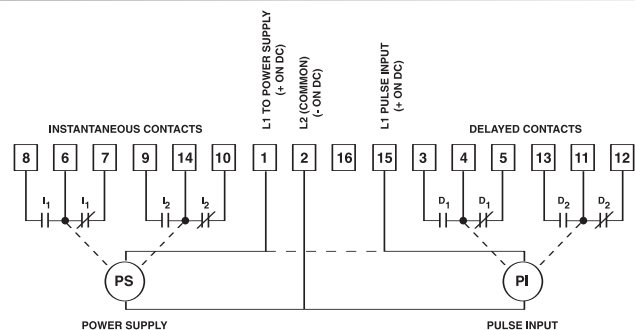 L1 TO POWER SUPPLY
(+ ON DC)
L2 (COMMON)
(- ON DC)
L1 PULSE INPUT
(+ ON DC)
INSTANTANEOUS CONTACTS
DELAYED CONTACTS
8 6 7 9 14 10 1 2 16 15 3 4 5 13 11 12
I1 I1 I2 I2 D1 D1 D2 D2
PS PI
POWER SUPPLY
PULSE INPUT